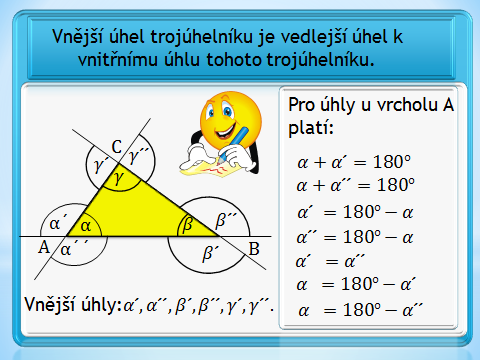 Vnější úhel trojúhelníku je vedlejší úhel k
vnitřnímu úhlu tohoto trojúhelníku.
Pro úhly u vrcholu A
platí:
α + α´ = 180°
α + α´´ = 180°
α´ = 180° − α
α´´ = 180° − α
α´ = α´´
α = 180° − α´
α = 180° − α´´
C
γ´ γ´´
γ
α´ α β β´´
A α´´ β´ B
Vnější úhly:α´,α´´,β´,β´´,γ´,γ´´.